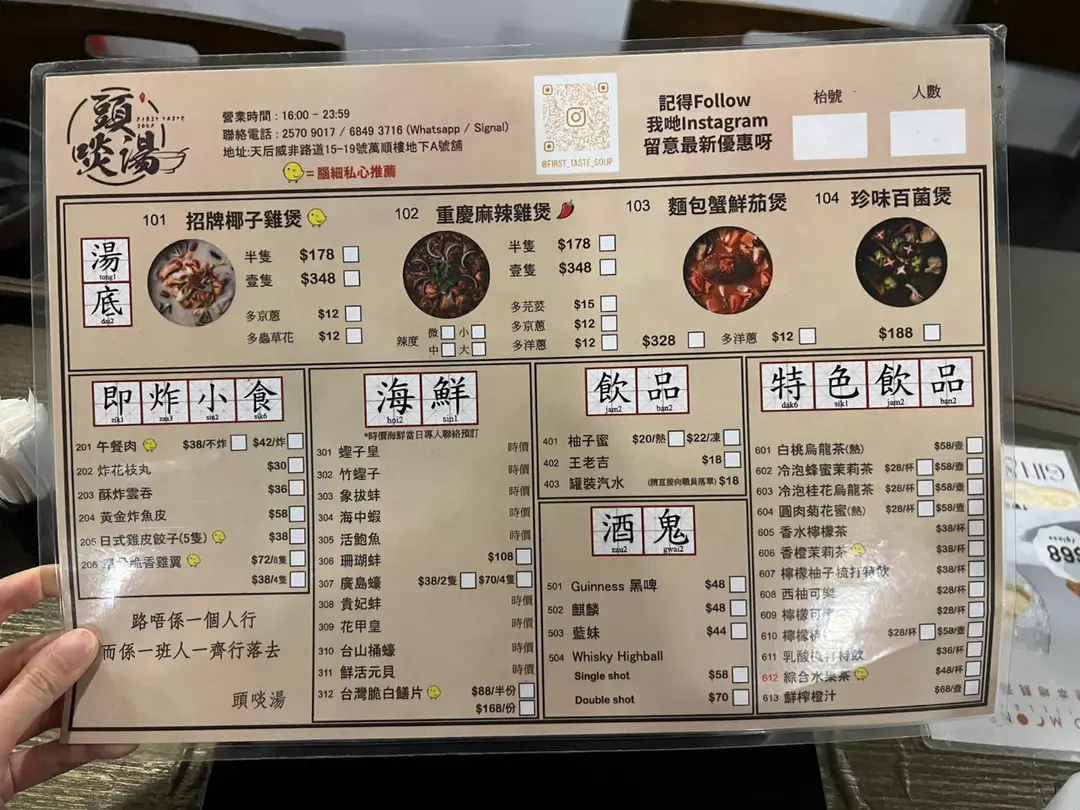 頭啖湯
FIRST TASTE SOUP
營業時間 : 16:00 - 23:59
聯絡電話 : 2570 9017 / 6849 3716 (Whatsapp / Signal)
地址:天后威非路道15-19號萬順樓地下A號舖
= 腦細私心推薦
@FIRST_TASTE_SOUP
記得Follow
我哋Instagram
留意最新優惠呀
枱號
人數
湯 tong1
底 dai2
101 招牌椰子雞煲
半隻 $178
壹隻 $348
多京蔥 $12
多蟲草花 $12
102 重慶麻辣雞煲
半隻 $178
壹隻 $348
辣度 微 小 中 大
多芫荽 $15
多京蔥 $12
多洋蔥 $12
103 麵包蟹鮮茄煲
$328
多洋蔥 $12
104 珍味百菌煲
$188
即炸小食
zik1 zaa3 siu2 sik6
201 午餐肉 $38/不炸 $42/炸
202 炸花枝丸 $30
203 酥炸雲吞 $36
204 黃金炸魚皮 $58
205 日式雞皮餃子(5隻) $38
206 脆香雞翼 $72/8隻
$38/4隻
路唔係一個人行
而係一班人一齊行落去
頭啖湯
海鮮
hoi2 sin1
*時價海鮮當日專人聯絡預訂
301 蟶子皇 時價
302 竹蟶子 時價
303 象拔蚌 時價
304 海中蝦 時價
305 活鮑魚 時價
306 珊瑚蚌 $108
307 廣島蠔 $38/2隻 $70/4隻
308 貴妃蚌 時價
309 花甲皇 時價
310 台山桶蠔 時價
311 鮮活元貝 時價
312 台灣脆白鱔片 $88/半份
$168/份
飲品
jam2 ban2
401 柚子蜜 $20/熱 $22/凍
402 王老吉 $18
403 罐裝汽水 (請直接向職員落單) $18
酒鬼
zau2 gwai2
501 Guinness 黑啤 $48
502 麒麟 $48
503 藍妹 $44
504 Whisky Highball
Single shot $58
Double shot $70
特色飲品
dak6 sik1 jam2 ban2
601 白桃烏龍茶(熱) $58/壺
602 冷泡蜂蜜茉莉茶 $28/杯 $58/壺
603 冷泡桂花烏龍茶 $28/杯 $58/壺
604 圓肉菊花蜜(熱) $28/杯 $58/壺
605 香水檸檬茶 $38/杯
606 香橙茉莉茶 $38/杯
607 檸檬柚子梳打特飲 $38/杯
608 西柚可樂 $28/杯
609 檸檬可 $28/杯
610 檸檬 $28/杯 $58/壺
611 乳酸梳打特飲 $36/杯
612 綜合水果茶 $48/杯
613 鮮榨橙汁 $68/壺